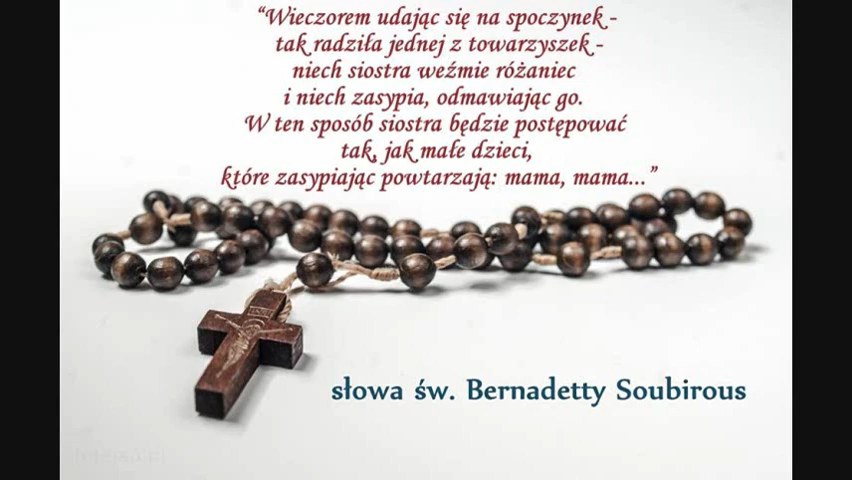 “Wieczorem udając się na spoczynek -
tak radziła jednej z towarzyszek -
niech siostra weźmie różaniec
i niech zasypia, odmawiając go.
W ten sposób siostra będzie postępować
tak, jak małe dzieci,
które zasypiając powtarzają: mama, mama...”
słowa św. Bernadetty Soubirous